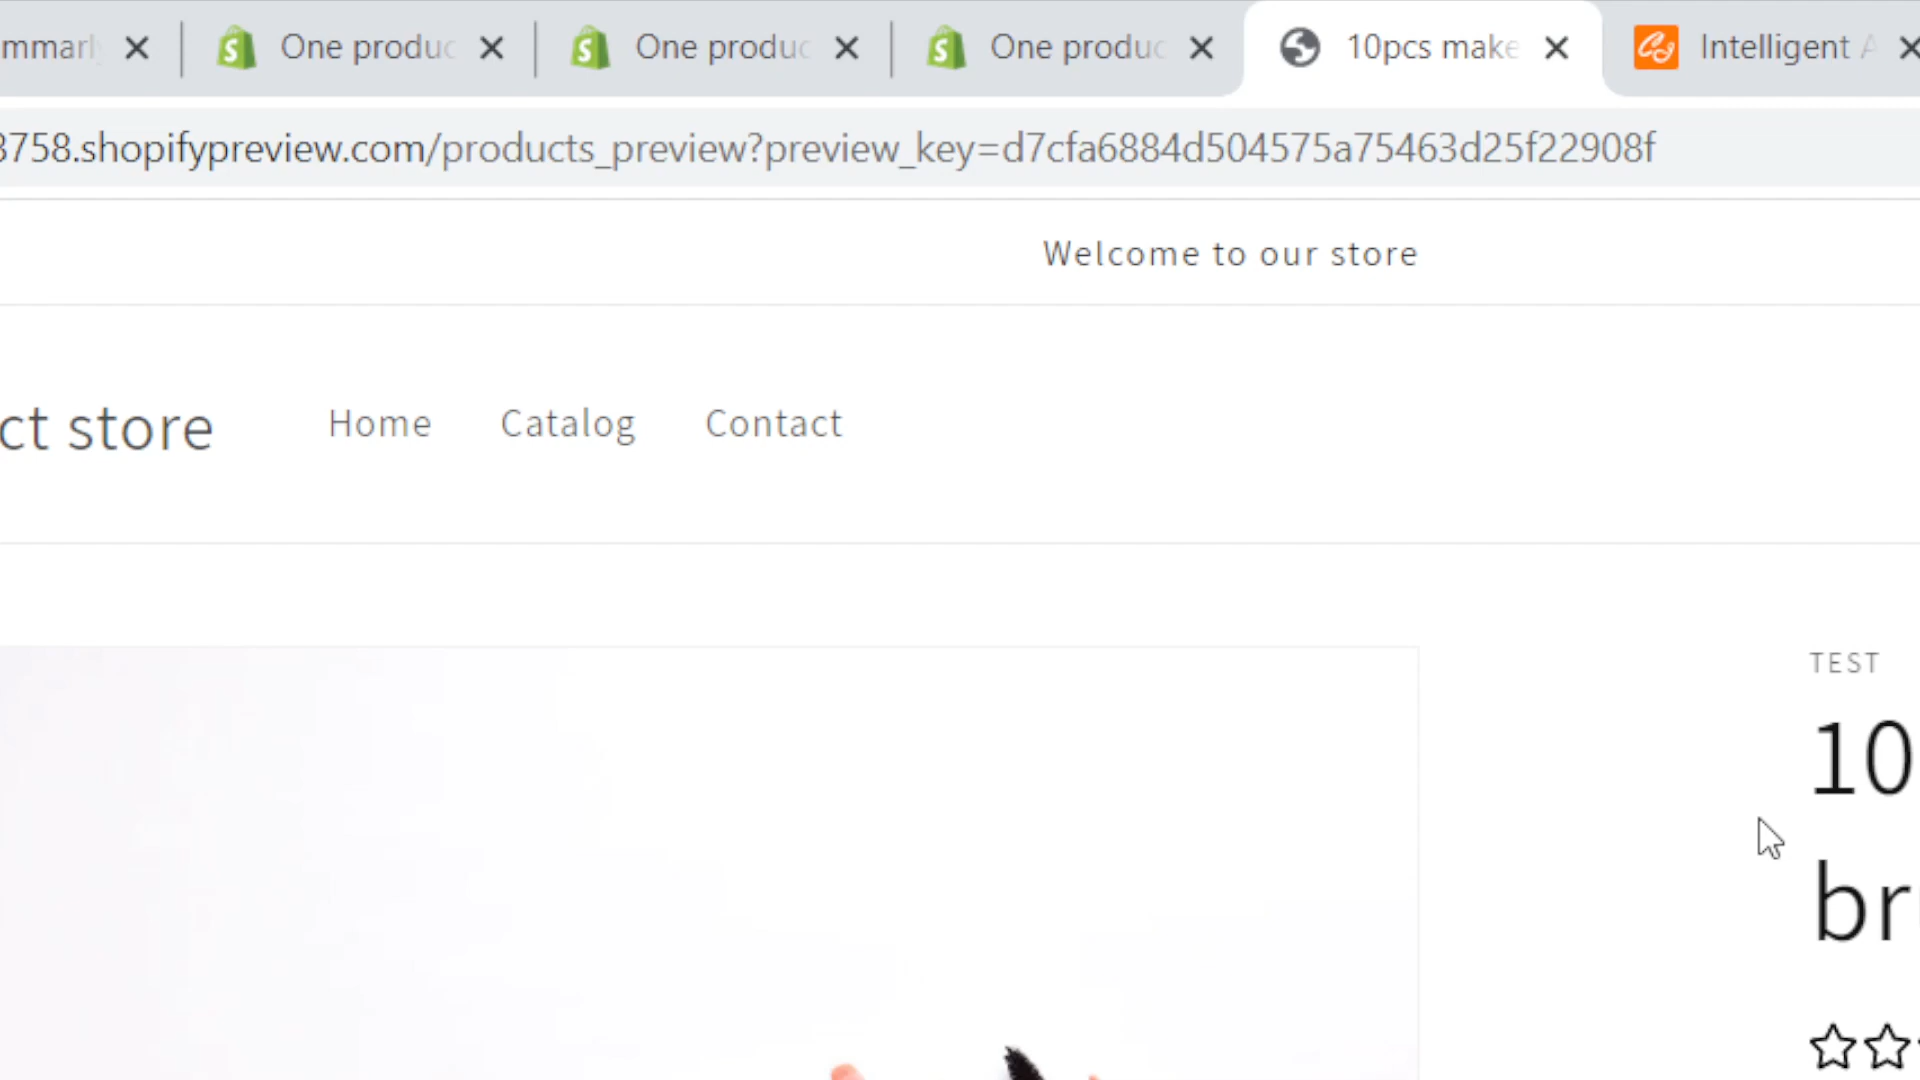 One produc
One produc
One produc
10pcs make
Intelligent A
3758.shopifypreview.com/products_preview?preview_key=d7cfa6884d504575a75463d25f22908f
Welcome to our store
ct store
Home
Catalog
Contact
TEST
10
br